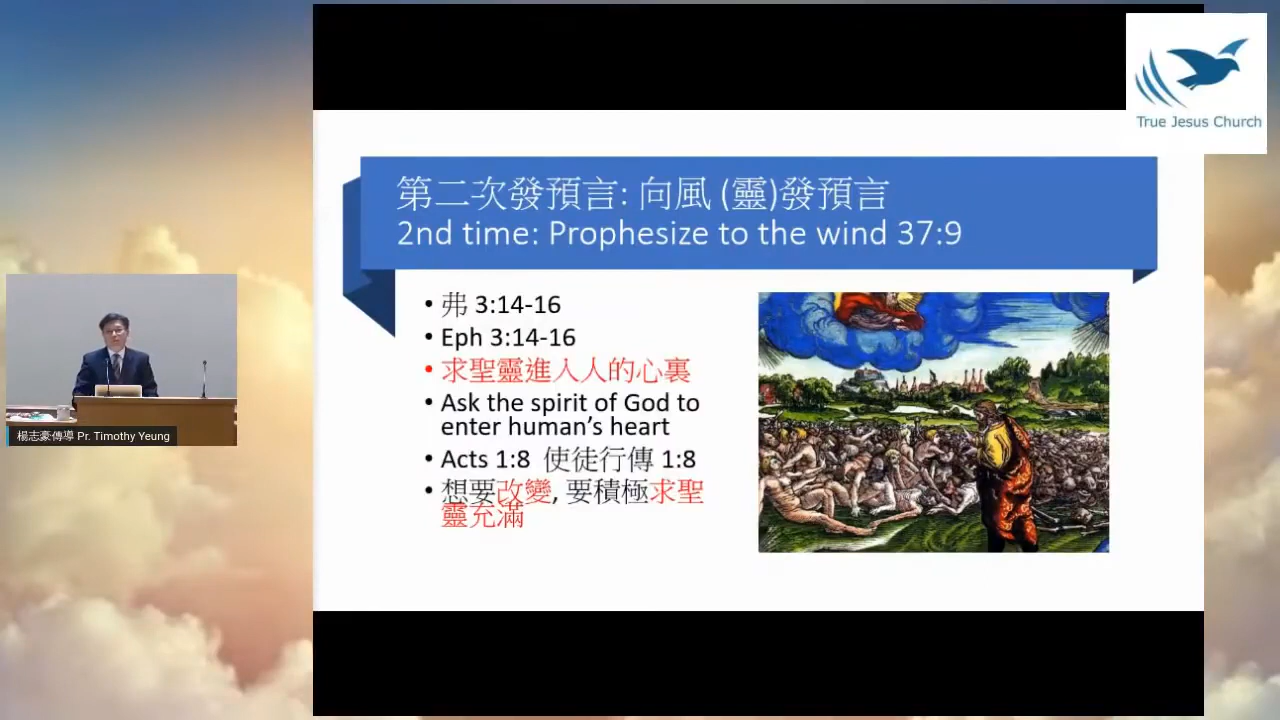 True Jesus Church
第二次發預言: 向風 (靈)發預言
2nd time: Prophesize to the wind 37:9
• 弗 3:14-16
• Eph 3:14-16
• 求聖靈進入人的心裏
• Ask the spirit of God to
enter human's heart
• Acts 1:8 使徒行傳 1:8
• 想要改變, 要積極求聖
靈充滿
楊志豪傳導 Pr. Timothy Yeung